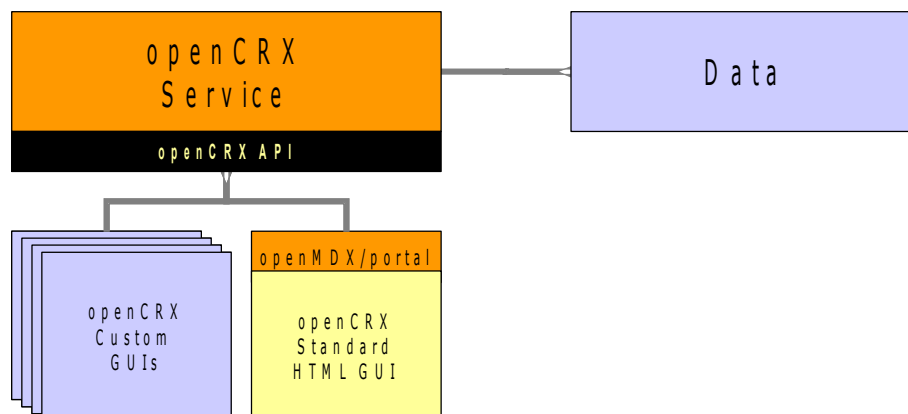 openCRX
Service
Data
openCRX API
openMDX/portal
openCRX
Custom
GUIs
openCRX
Standard
HTML GUI